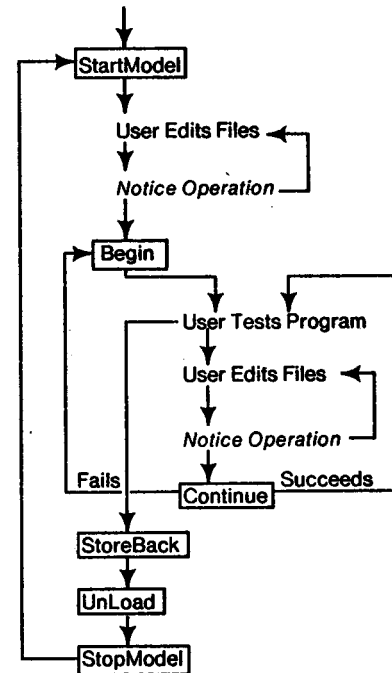 StartModel
User Edits Files
Notice Operation
Begin
User Tests Program
User Edits Files
Notice Operation
Fails
Succeeds
Continue
StoreBack
UnLoad
StopModel